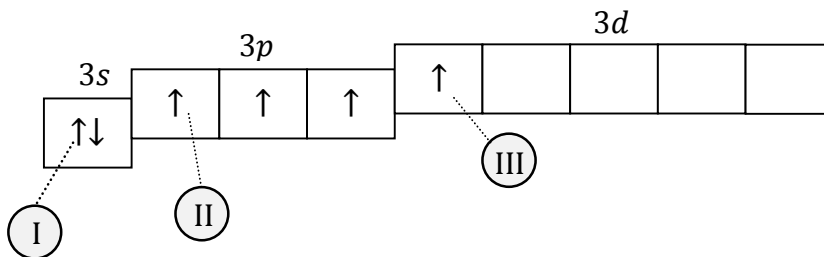 3d
3p
3s
↑ ↑ ↑ ↑
↑↓
I II III